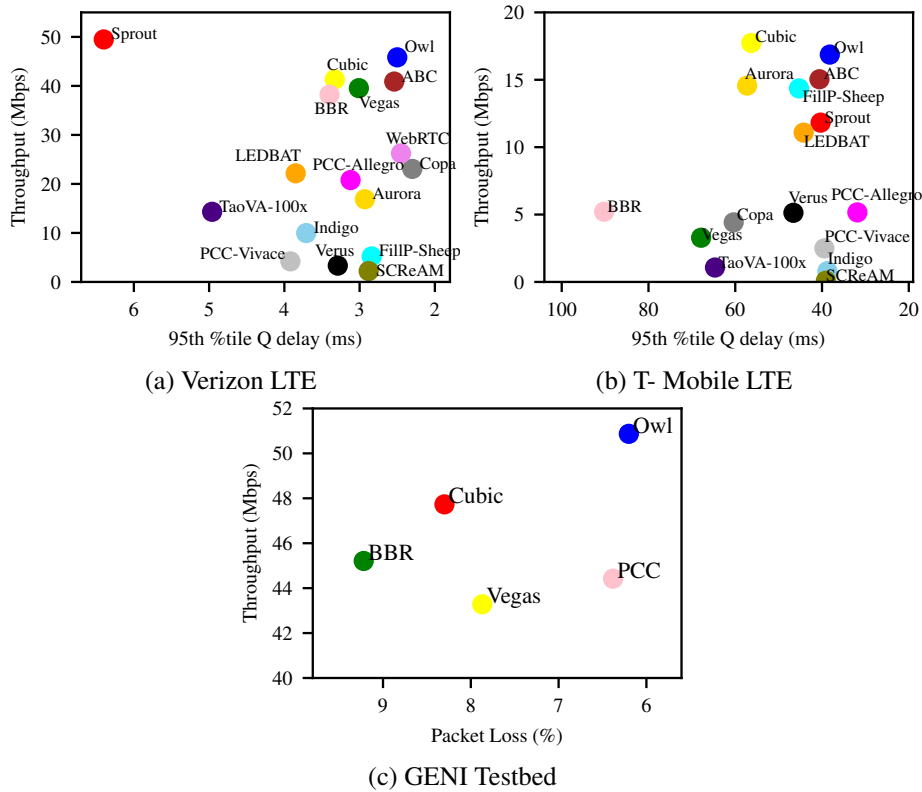 Throughput (Mbps)
50
40
30
20
10
0
Sprout
Owl
Cubic
ABC
BBR
Vegas
WebRTC
LEDBAT
PCC-Allegro
Copa
Aurora
TaoVA-100x
Indigo
PCC-Vivace
Verus
FillP-Sheep
SCReAM
6 5 4 3 2
95th %tile Q delay (ms)
(a) Verizon LTE
Throughput (Mbps)
20
15
10
5
0
Cubic
Owl
Aurora
ABC
FillP-Sheep
Sprout
LEDBAT
BBR
Copa
Verus
PCC-Allegro
Vegas
PCC-Vivace
TaoVA-100x
Indigo
SCReAM
100 80 60 40 20
95th %tile Q delay (ms)
(b) T- Mobile LTE
Throughput (Mbps)
52
50
48
46
44
42
40
Owl
Cubic
BBR
PCC
Vegas
9 8 7 6
Packet Loss (%)
(c) GENI Testbed